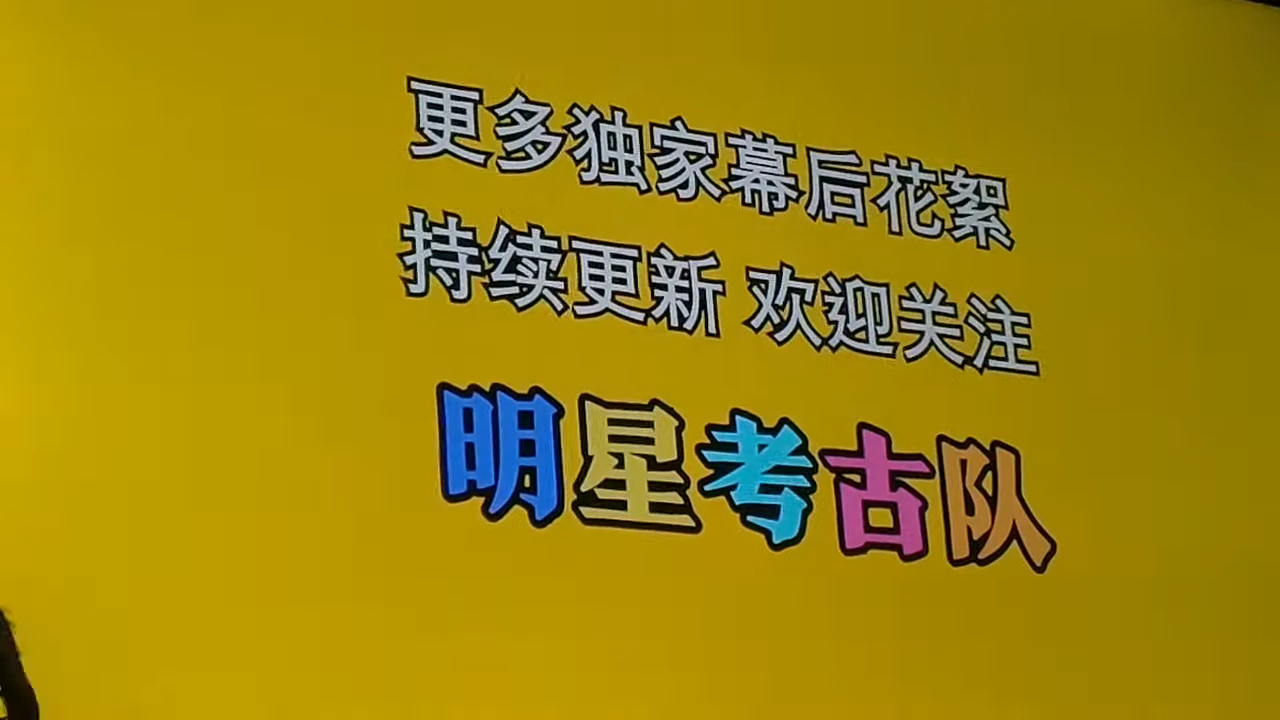 更多独家幕后花絮
持续更新 欢迎关注
明星考古队